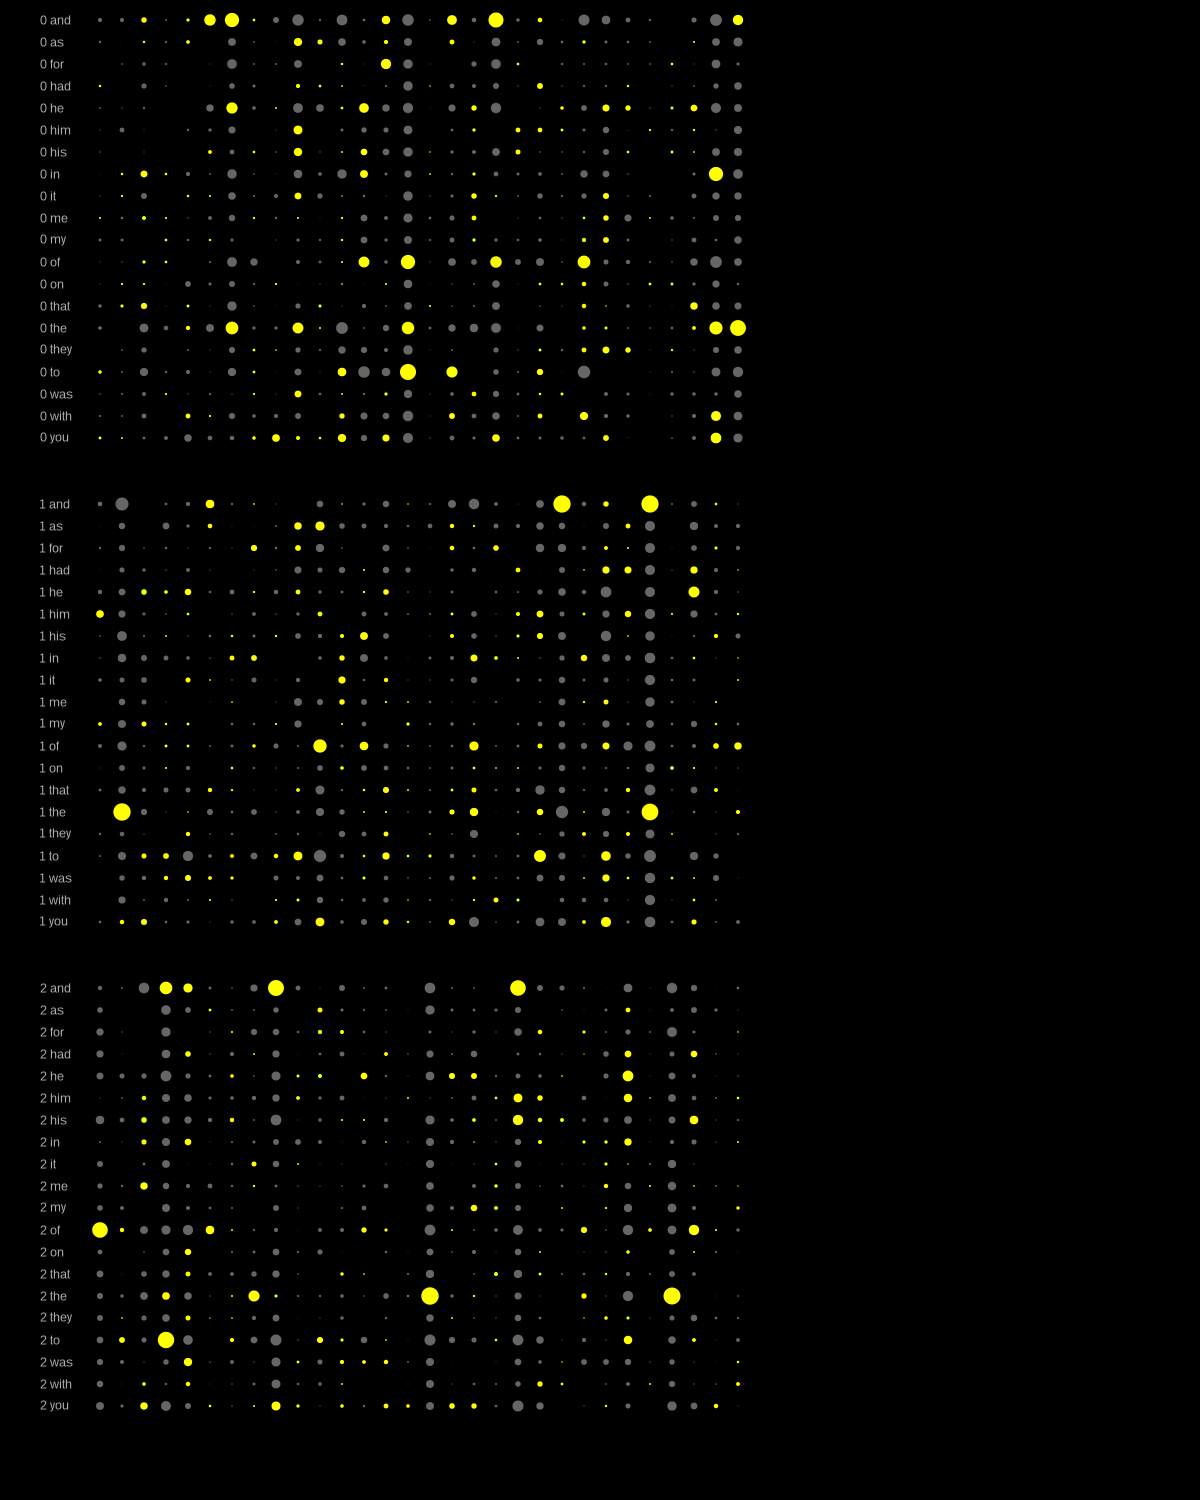 0 and
0 as
0 for
0 had
0 he
0 him
0 his
0 in
0 it
0 me
0 my
0 of
0 on
0 that
0 the
0 they
0 to
0 was
0 with
0 you
1 and
1 as
1 for
1 had
1 he
1 him
1 his
1 in
1 it
1 me
1 my
1 of
1 on
1 that
1 the
1 they
1 to
1 was
1 with
1 you
2 and
2 as
2 for
2 had
2 he
2 him
2 his
2 in
2 it
2 me
2 my
2 of
2 on
2 that
2 the
2 they
2 to
2 was
2 with
2 you